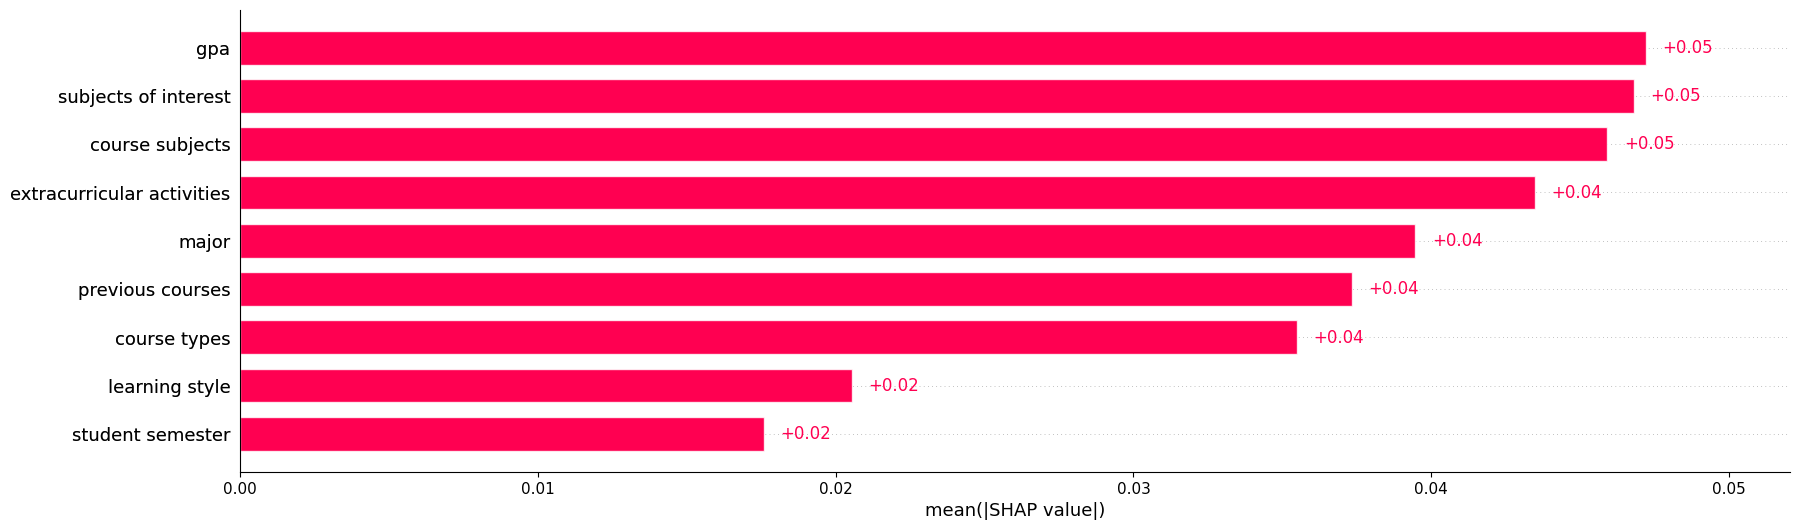 gpa +0.05
subjects of interest +0.05
course subjects +0.05
extracurricular activities +0.04
major +0.04
previous courses +0.04
course types +0.04
learning style +0.02
student semester +0.02
0.00 0.01 0.02 0.03 0.04 0.05
mean(|SHAP value|)